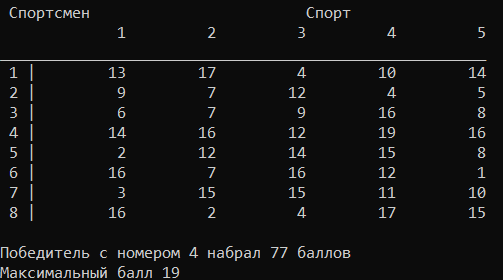 Спортсмен Спорт
1 2 3 4 5
1 | 13 17 4 10 14
2 | 9 7 12 4 5
3 | 6 7 9 16 8
4 | 14 16 12 19 16
5 | 2 12 14 15 8
6 | 16 7 16 12 1
7 | 3 15 15 11 10
8 | 16 2 4 17 15
Победитель с номером 4 набрал 77 баллов
Максимальный балл 19